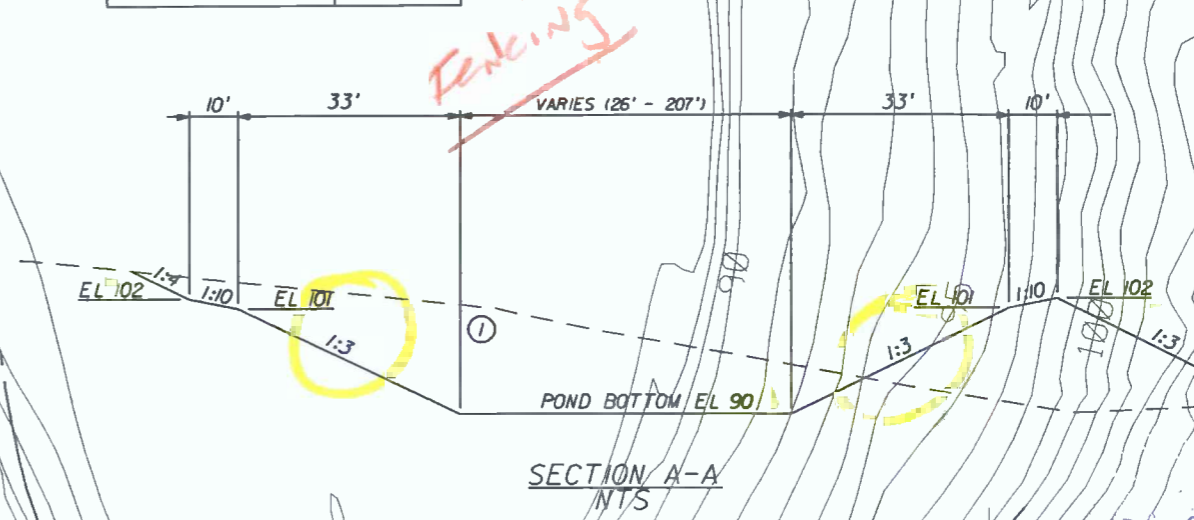 FENCING
10' 33' VARIES (26' - 207') 33' 10'
90
1:4
EL 102 1:10 EL 101 EL 101 1:10 EL 102
1
100
1:3 1:3 1:3
POND BOTTOM EL 90
SECTION A-A
NTS